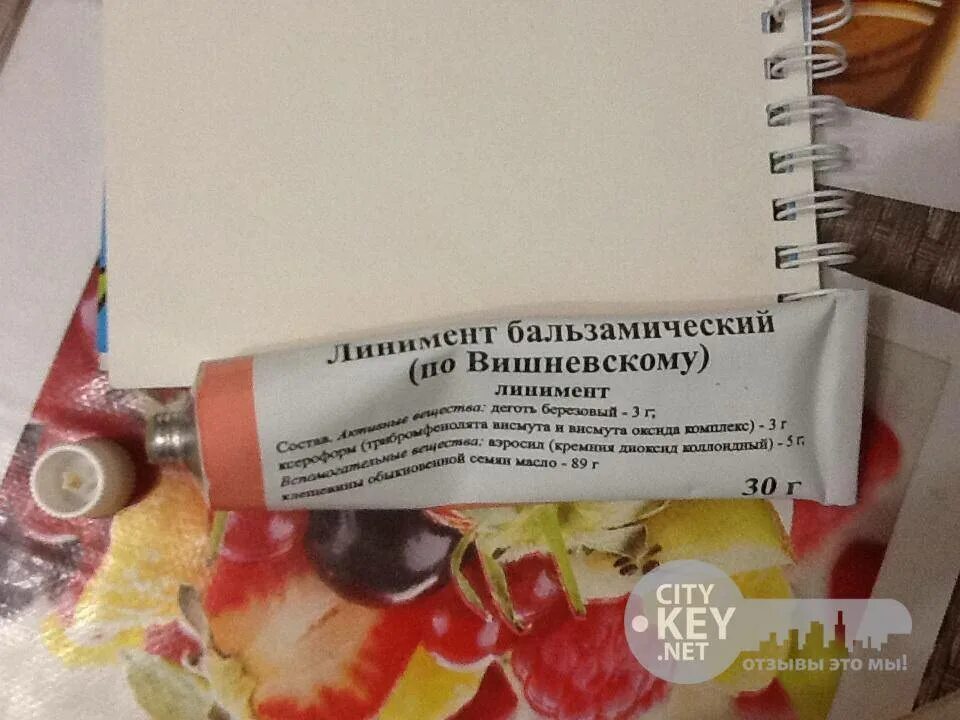 Линимент бальзамический
(по Вишневскому)
линимент
Состав. Активные вещества: деготь березовый - 3 г;
ксероформ (трибромфенолята висмута и висмута оксида комплекс) - 3 г
Вспомогательные вещества: аэросил (кремния диоксид коллоидный) - 5 г,
клещевины обыкновенной семян масло - 89 г
30 г
CITY
KEY
.NET
ОТЗЫВЫ ЭТО МЫ!